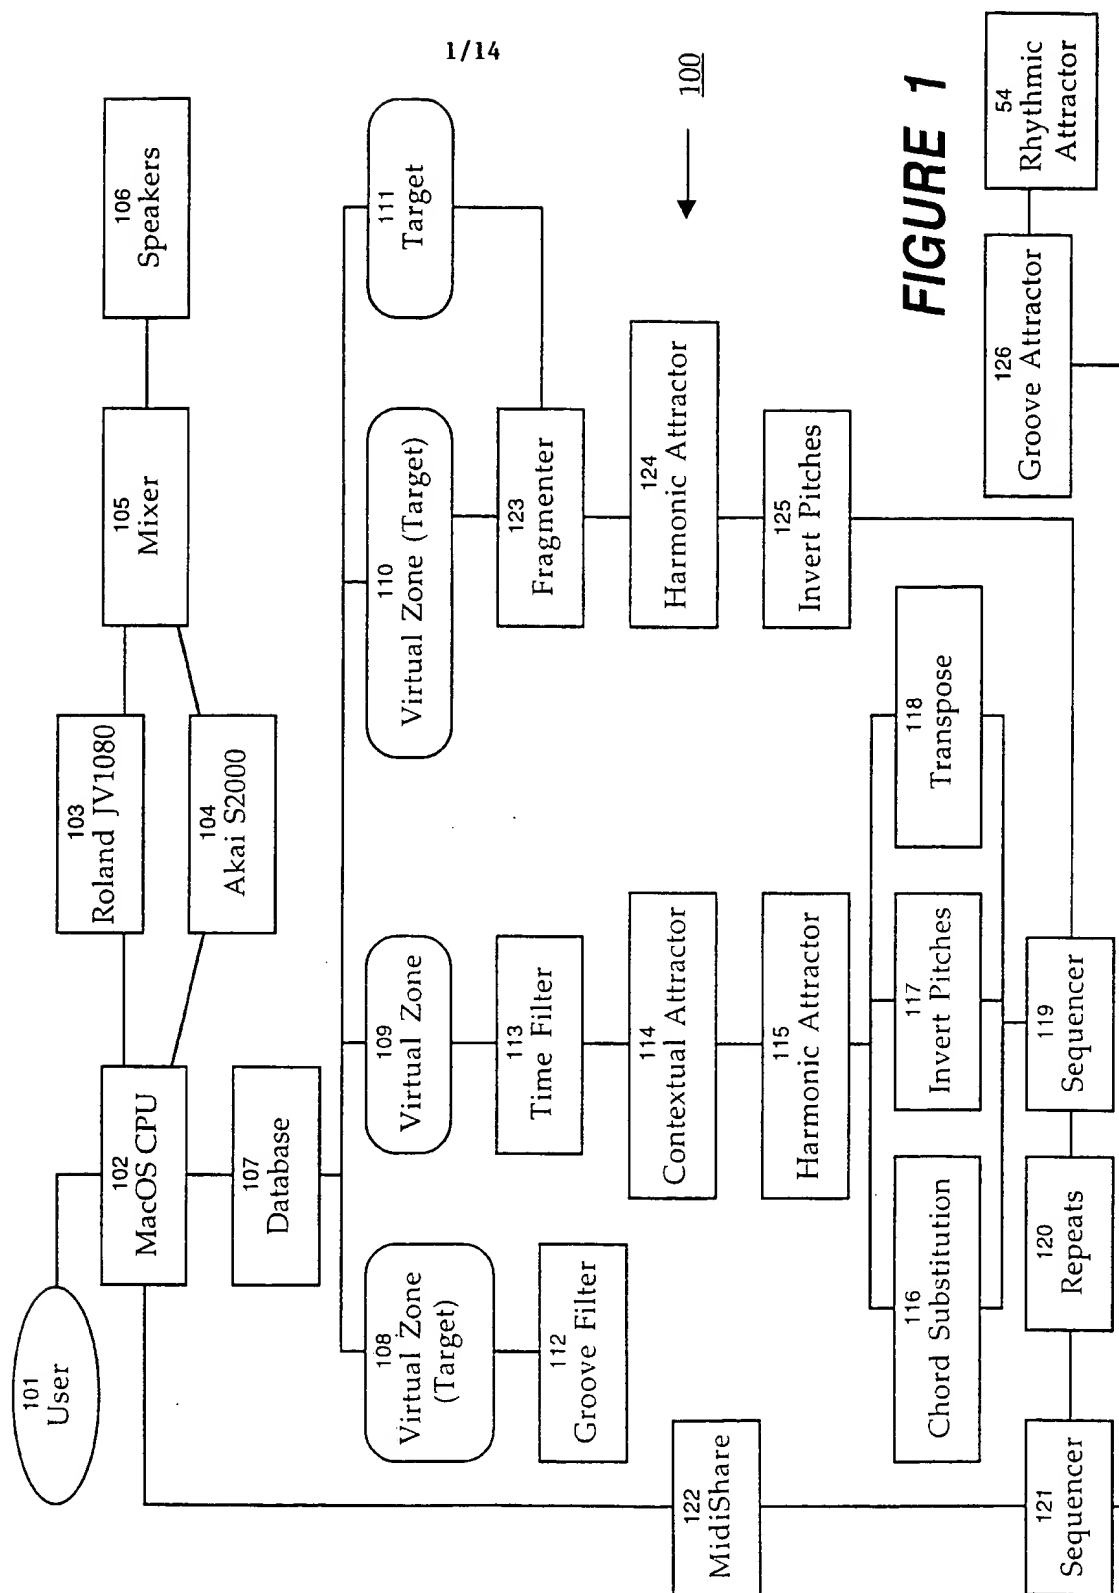 1/14
101
User
102
MacOS CPU
103
Roland JV1080
104
Akai S2000
105
Mixer
106
Speakers
107
Database
108
Virtual Zone
(Target)
109
Virtual Zone
110
Virtual Zone (Target)
111
Target
112
Groove Filter
113
Time Filter
123
Fragmenter
122
MidiShare
114
Contextual Attractor
124
Harmonic Attractor
100
115
Harmonic Attractor
125
Invert Pitches
116
Chord Substitution
117
Invert Pitches
118
Transpose
121
Sequencer
120
Repeats
119
Sequencer
126
Groove Attractor
54
Rhythmic
Attractor
FIGURE 1